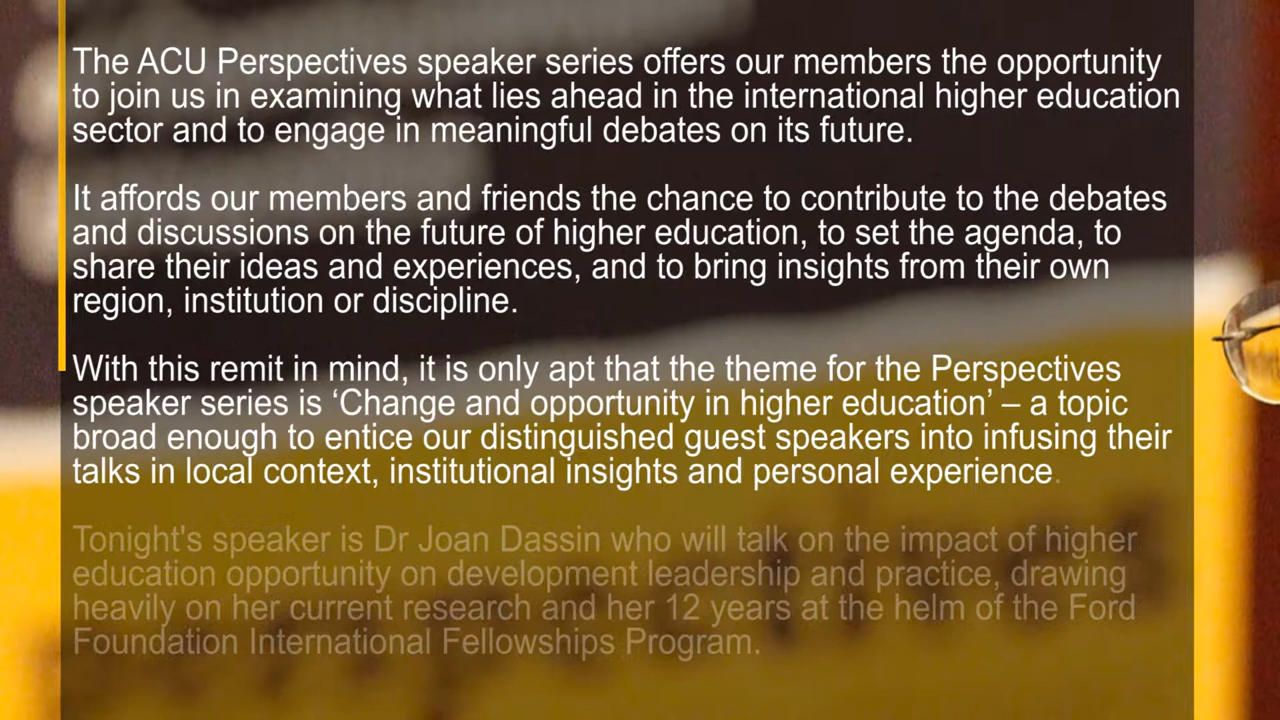 The ACU Perspectives speaker series offers our members the opportunity
to join us in examining what lies ahead in the international higher education
sector and to engage in meaningful debates on its future.
It affords our members and friends the chance to contribute to the debates
and discussions on the future of higher education, to set the agenda, to
share their ideas and experiences, and to bring insights from their own
region, institution or discipline.
With this remit in mind, it is only apt that the theme for the Perspectives
speaker series is ‘Change and opportunity in higher education’ – a topic
broad enough to entice our distinguished guest speakers into infusing their
talks in local context, institutional insights and personal experience.
Tonight's speaker is Dr Joan Dassin who will talk on the impact of higher
education opportunity on development leadership and practice, drawing
heavily on her current research and her 12 years at the helm of the Ford
Foundation International Fellowships Program.